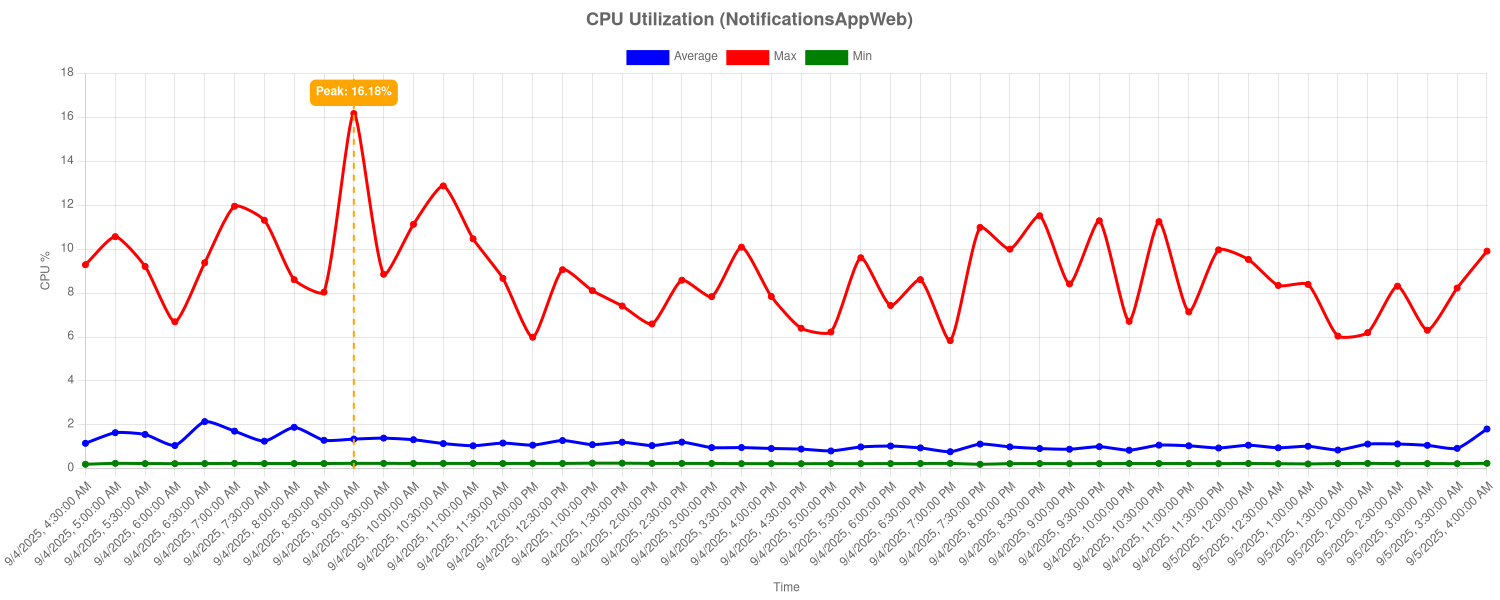 CPU Utilization (NotificationsAppWeb)
Average Max Min
Peak: 16.18%
18
16
14
12
10
8
6
4
2
0
CPU %
9/4/2025, 4:30:00 AM
9/4/2025, 5:00:00 AM
9/4/2025, 5:30:00 AM
9/4/2025, 6:00:00 AM
9/4/2025, 6:30:00 AM
9/4/2025, 7:00:00 AM
9/4/2025, 7:30:00 AM
9/4/2025, 8:00:00 AM
9/4/2025, 8:30:00 AM
9/4/2025, 9:00:00 AM
9/4/2025, 9:30:00 AM
9/4/2025, 10:00:00 AM
9/4/2025, 10:30:00 AM
9/4/2025, 11:00:00 AM
9/4/2025, 11:30:00 AM
9/4/2025, 12:00:00 PM
9/4/2025, 12:30:00 PM
9/4/2025, 1:00:00 PM
9/4/2025, 1:30:00 PM
9/4/2025, 2:00:00 PM
9/4/2025, 2:30:00 PM
9/4/2025, 3:00:00 PM
9/4/2025, 3:30:00 PM
9/4/2025, 4:00:00 PM
9/4/2025, 4:30:00 PM
9/4/2025, 5:00:00 PM
9/4/2025, 5:30:00 PM
9/4/2025, 6:00:00 PM
9/4/2025, 6:30:00 PM
9/4/2025, 7:00:00 PM
9/4/2025, 7:30:00 PM
9/4/2025, 8:00:00 PM
9/4/2025, 8:30:00 PM
9/4/2025, 9:00:00 PM
9/4/2025, 9:30:00 PM
9/4/2025, 10:00:00 PM
9/4/2025, 10:30:00 PM
9/4/2025, 11:00:00 PM
9/4/2025, 11:30:00 PM
9/5/2025, 12:00:00 AM
9/5/2025, 12:30:00 AM
9/5/2025, 1:00:00 AM
9/5/2025, 1:30:00 AM
9/5/2025, 2:00:00 AM
9/5/2025, 2:30:00 AM
9/5/2025, 3:00:00 AM
9/5/2025, 3:30:00 AM
9/5/2025, 4:00:00 AM
Time